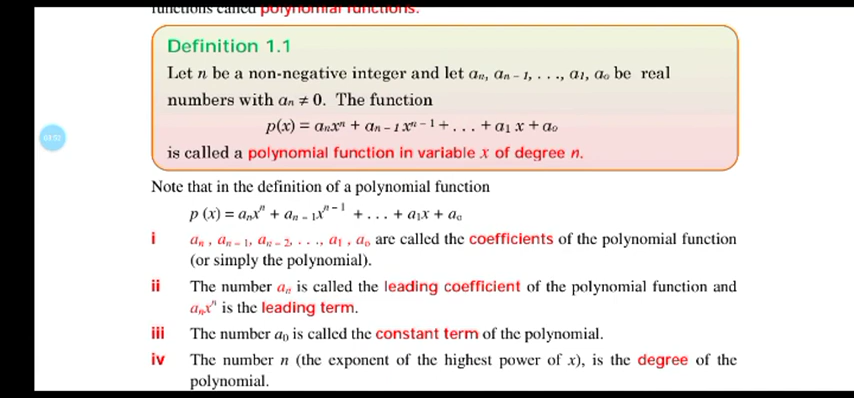 functions called polynomial functions.
Definition 1.1
Let n be a non-negative integer and let aₙ, aₙ₋₁, . . ., a₁, a₀ be real
numbers with aₙ ≠ 0. The function
p(x) = aₙxⁿ + aₙ₋₁xⁿ⁻¹ + . . . + a₁ x + a₀
is called a polynomial function in variable x of degree n.
Note that in the definition of a polynomial function
p (x) = aₙxⁿ + aₙ₋₁xⁿ⁻¹ + . . . + a₁x + a₀
i aₙ , aₙ₋₁, aₙ₋₂, . . ., a₁ , a₀ are called the coefficients of the polynomial function
(or simply the polynomial).
ii The number aₙ is called the leading coefficient of the polynomial function and
aₙxⁿ is the leading term.
iii The number a₀ is called the constant term of the polynomial.
iv The number n (the exponent of the highest power of x), is the degree of the
polynomial.